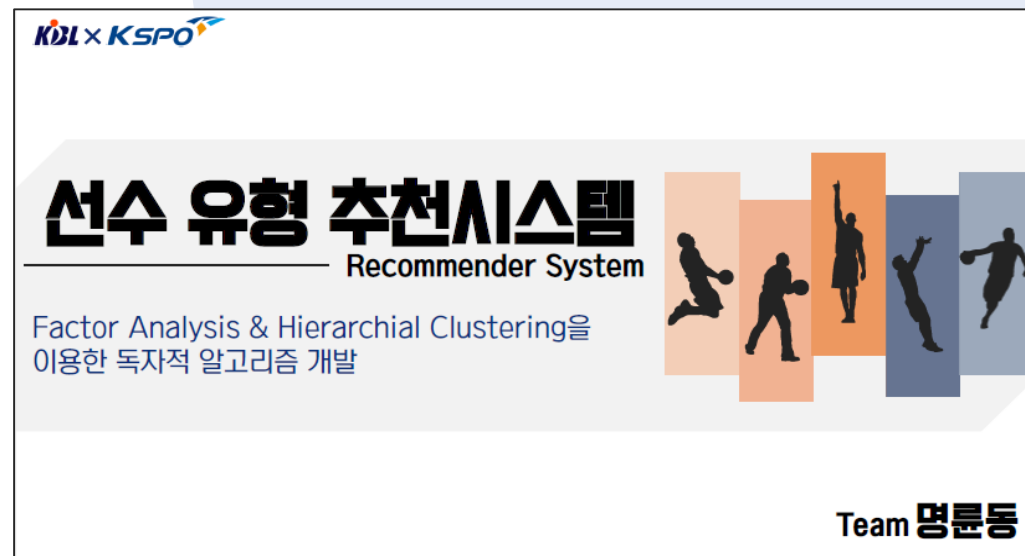 KBL × KSPO
선수 유형 추천시스템
Recommender System
Factor Analysis & Hierarchial Clustering을
이용한 독자적 알고리즘 개발
Team 명륜동